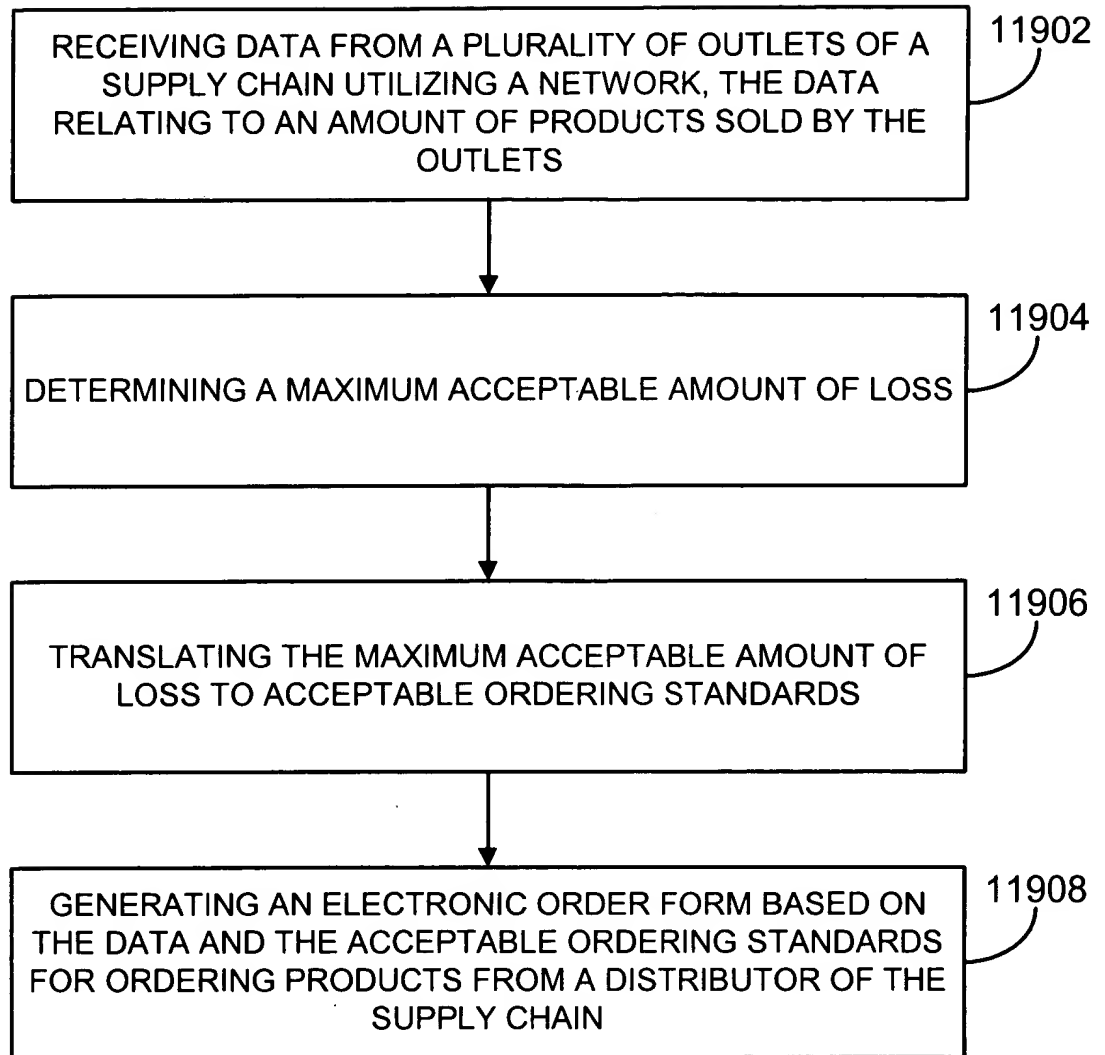 RECEIVING DATA FROM A PLURALITY OF OUTLETS OF A
SUPPLY CHAIN UTILIZING A NETWORK, THE DATA
RELATING TO AN AMOUNT OF PRODUCTS SOLD BY THE
OUTLETS
11902
DETERMINING A MAXIMUM ACCEPTABLE AMOUNT OF LOSS
11904
TRANSLATING THE MAXIMUM ACCEPTABLE AMOUNT OF
LOSS TO ACCEPTABLE ORDERING STANDARDS
11906
GENERATING AN ELECTRONIC ORDER FORM BASED ON
THE DATA AND THE ACCEPTABLE ORDERING STANDARDS
FOR ORDERING PRODUCTS FROM A DISTRIBUTOR OF THE
SUPPLY CHAIN
11908